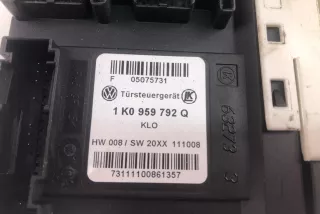 F 05075731
Türsteuergerät
1 K0 959 792 Q
KLO
HW 008 / SW 20XX 111008
73111100861357